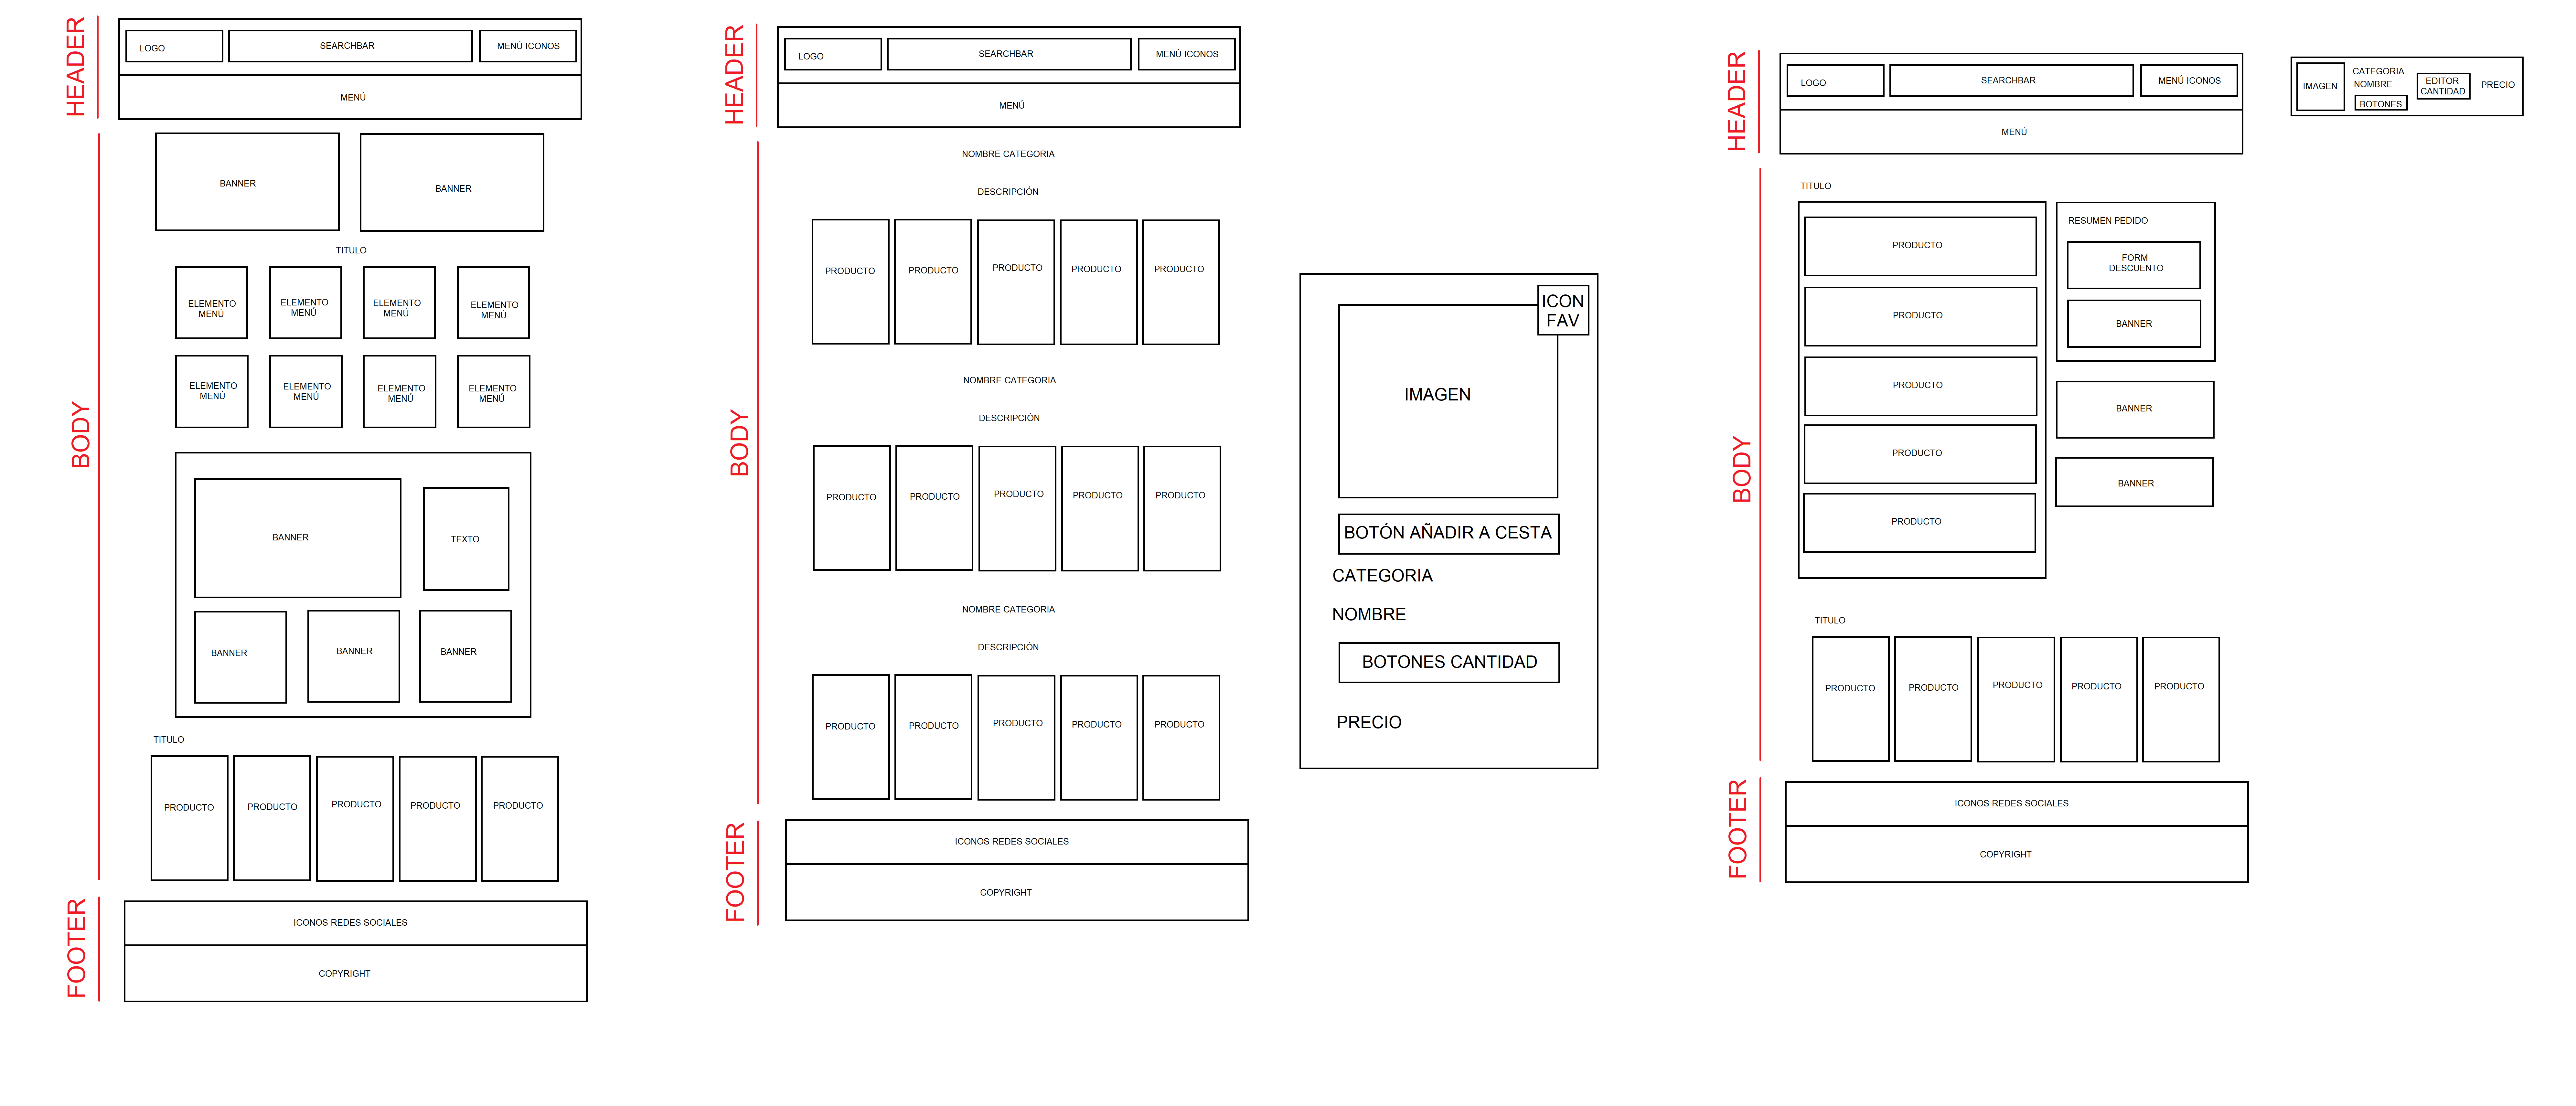 HEADER
LOGO
SEARCHBAR
MENÚ ICONOS
MENÚ
BODY
BANNER
BANNER
TITULO
ELEMENTO
MENÚ
ELEMENTO
MENÚ
ELEMENTO
MENÚ
ELEMENTO
MENÚ
ELEMENTO
MENÚ
ELEMENTO
MENÚ
ELEMENTO
MENÚ
ELEMENTO
MENÚ
BANNER
TEXTO
BANNER
BANNER
BANNER
TITULO
PRODUCTO
PRODUCTO
PRODUCTO
PRODUCTO
PRODUCTO
FOOTER
ICONOS REDES SOCIALES
COPYRIGHT
HEADER
LOGO
SEARCHBAR
MENÚ ICONOS
MENÚ
BODY
NOMBRE CATEGORIA
DESCRIPCIÓN
PRODUCTO
PRODUCTO
PRODUCTO
PRODUCTO
PRODUCTO
NOMBRE CATEGORIA
DESCRIPCIÓN
PRODUCTO
PRODUCTO
PRODUCTO
PRODUCTO
PRODUCTO
NOMBRE CATEGORIA
DESCRIPCIÓN
PRODUCTO
PRODUCTO
PRODUCTO
PRODUCTO
PRODUCTO
FOOTER
ICONOS REDES SOCIALES
COPYRIGHT
ICON
FAV
IMAGEN
BOTÓN AÑADIR A CESTA
CATEGORIA
NOMBRE
BOTONES CANTIDAD
PRECIO
HEADER
LOGO
SEARCHBAR
MENÚ ICONOS
MENÚ
BODY
TITULO
PRODUCTO
PRODUCTO
PRODUCTO
PRODUCTO
PRODUCTO
RESUMEN PEDIDO
FORM
DESCUENTO
BANNER
BANNER
BANNER
TITULO
PRODUCTO
PRODUCTO
PRODUCTO
PRODUCTO
PRODUCTO
FOOTER
ICONOS REDES SOCIALES
COPYRIGHT
IMAGEN
CATEGORIA
NOMBRE
BOTONES
EDITOR
CANTIDAD
PRECIO